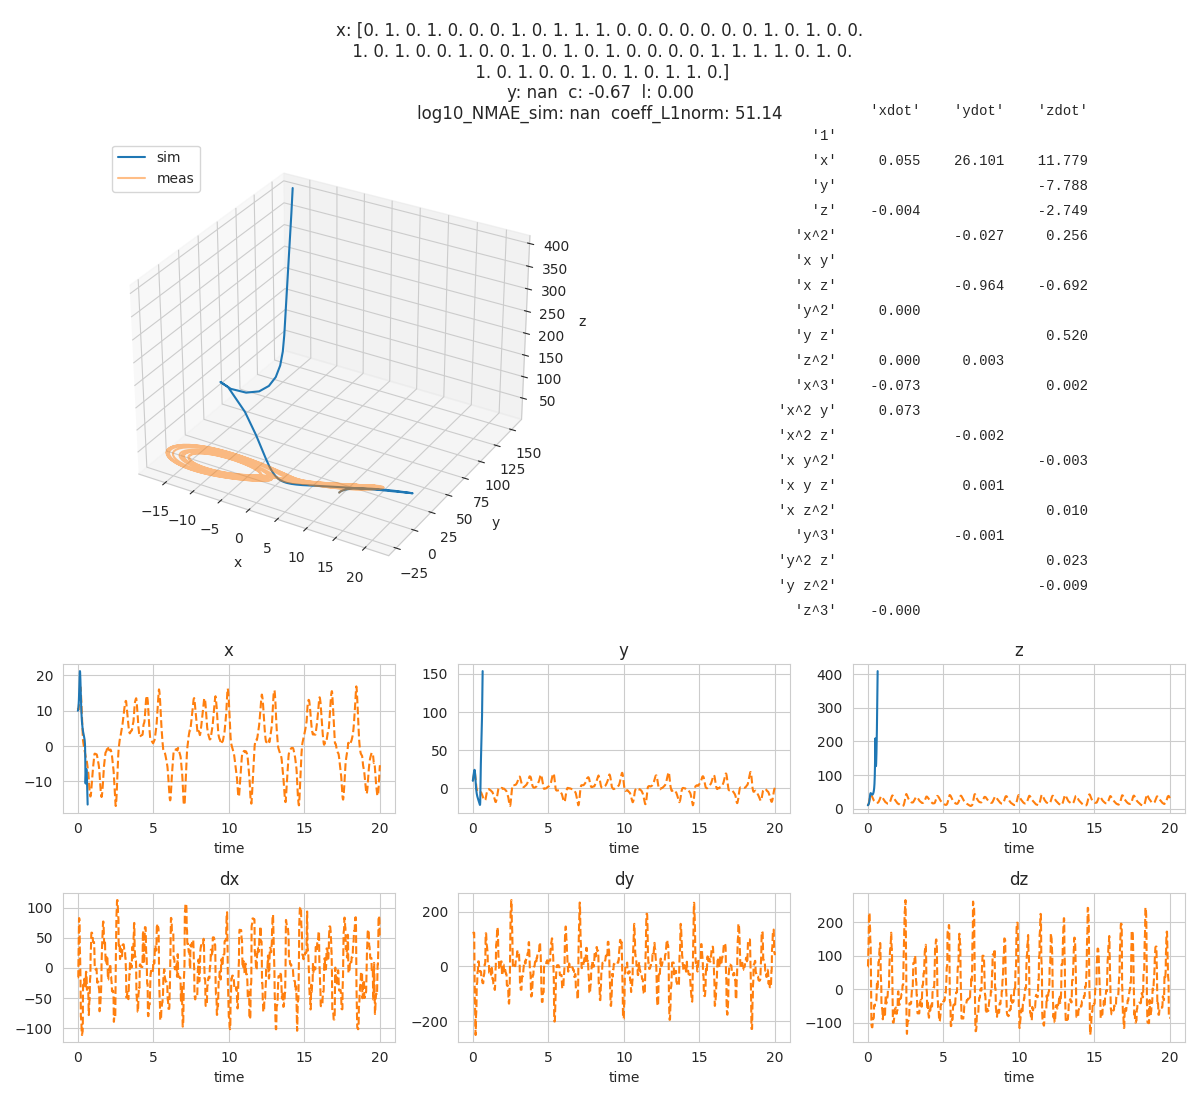 x: [0. 1. 0. 1. 0. 0. 0. 1. 0. 1. 1. 1. 0. 0. 0. 0. 0. 0. 0. 1. 0. 1. 0. 0.
1. 0. 1. 0. 0. 1. 0. 0. 1. 0. 1. 0. 1. 0. 0. 0. 0. 0. 1. 1. 1. 1. 0. 1. 0.
1. 0. 1. 0. 0. 1. 0. 1. 0. 1. 1. 0.]
y: nan  c: -0.67  l: 0.00
log10_NMAE_sim: nan  coeff_L1norm: 51.14
'xdot' 'ydot' 'zdot'
'1'
'x' 0.055 26.101 11.779
'y' -7.788
'z' -0.004 -2.749
'x^2' -0.027 0.256
'x y'
'x z' -0.964 -0.692
'y^2' 0.000
'y z' 0.520
'z^2' 0.000 0.003
'x^3' -0.073 0.002
'x^2 y' 0.073
'x^2 z' -0.002
'x y^2' -0.003
'x y z' 0.001
'x z^2' 0.010
'y^3' -0.001
'y^2 z' 0.023
'y z^2' -0.009
'z^3' -0.000
sim
meas
400
350
300
250
200
150
100
50
z
150
125
100
75
50
25
0
−25
y
−15
−10
−5
0
5
10
15
20
x
x
20
10
0
−10
0 5 10 15 20
time
y
150
100
50
0
0 5 10 15 20
time
z
400
300
200
100
0
0 5 10 15 20
time
dx
100
50
0
−50
−100
0 5 10 15 20
time
dy
200
0
−200
0 5 10 15 20
time
dz
200
100
0
−100
0 5 10 15 20
time